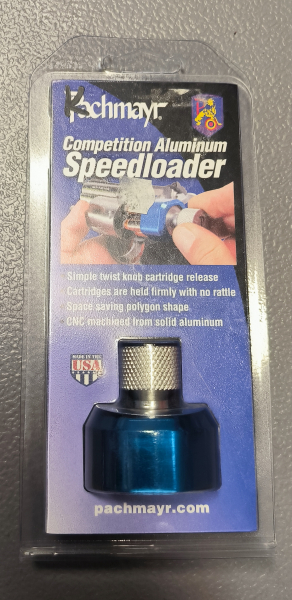 Pachmayr
Competition Aluminum
Speedloader
Simple twist knob cartridge release
Cartridges are held firmly with no rattle
Space saving polygon shape
CNC machined from solid aluminum
MADE IN THE
USA
pachmayr.com